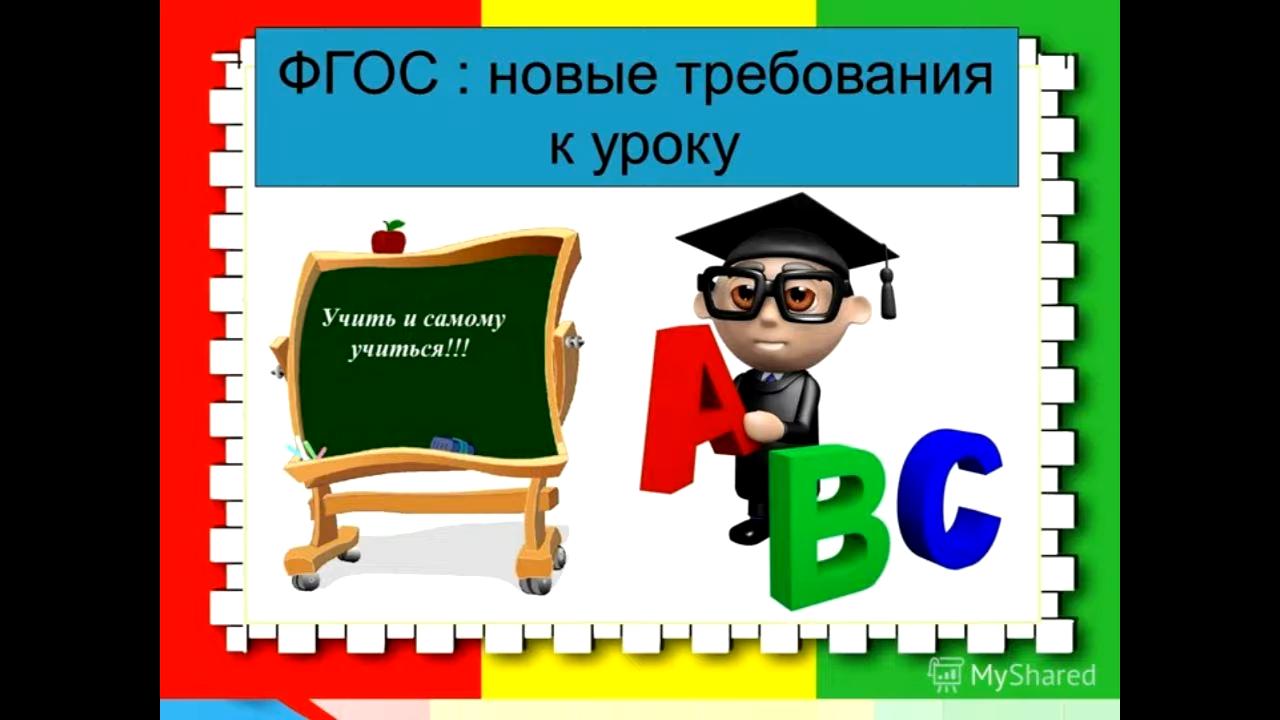 ФГОС : новые требования
к уроку
Учить и самому
учиться!!!
A
B
C
MyShared